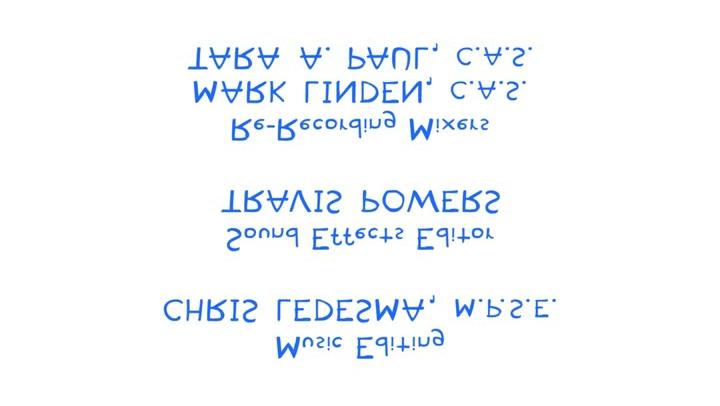 Music Editing
CHRIS LEDESMA, M.P.S.E.
Sound Effects Editor
TRAVIS POWERS
Re-Recording Mixers
MARK LINDEN, C.A.S.
TARA A. PAUL, C.A.S.